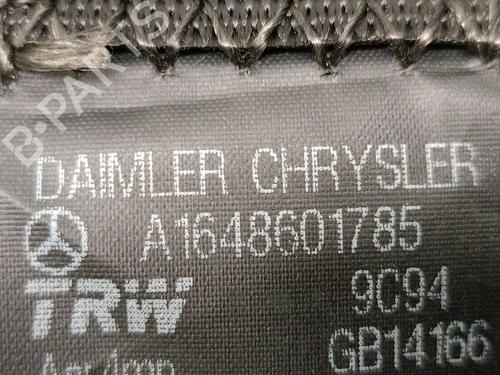 B-PARTS
DAIMLER CHRYSLER
A1648601785
TRW 9C94
GB14166